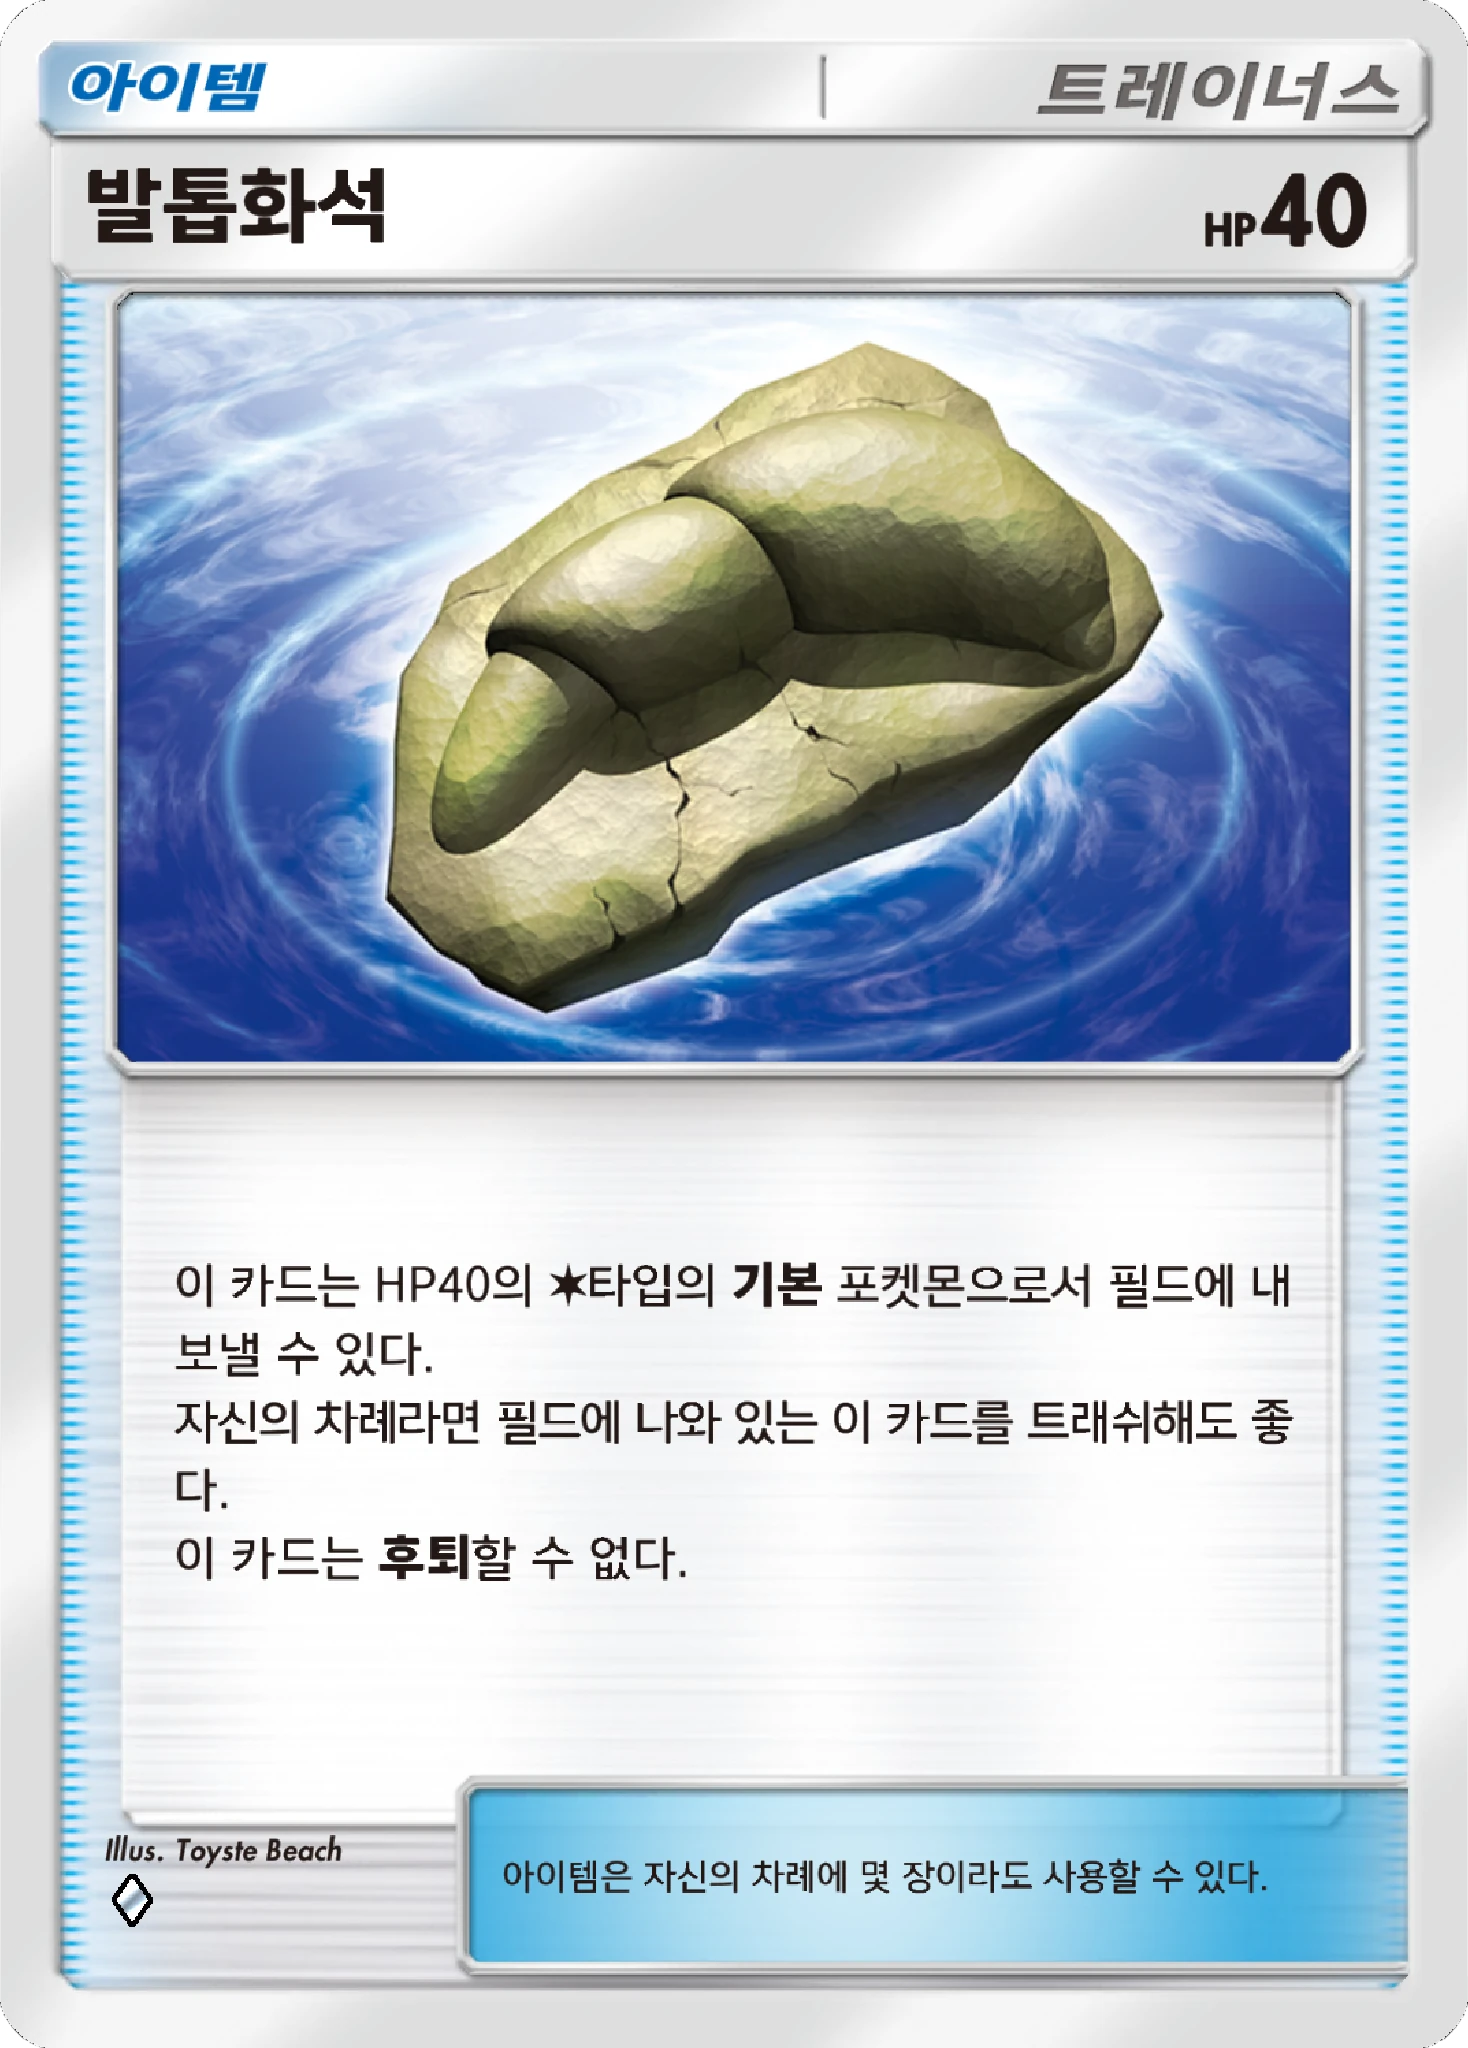 아이템 트레이너스
발톱화석 HP40
이 카드는 HP40의 ✶타입의 기본 포켓몬으로서 필드에 내
보낼 수 있다.
자신의 차례라면 필드에 나와 있는 이 카드를 트래쉬해도 좋
다.
이 카드는 후퇴할 수 없다.
Illus. Toyste Beach
아이템은 자신의 차례에 몇 장이라도 사용할 수 있다.